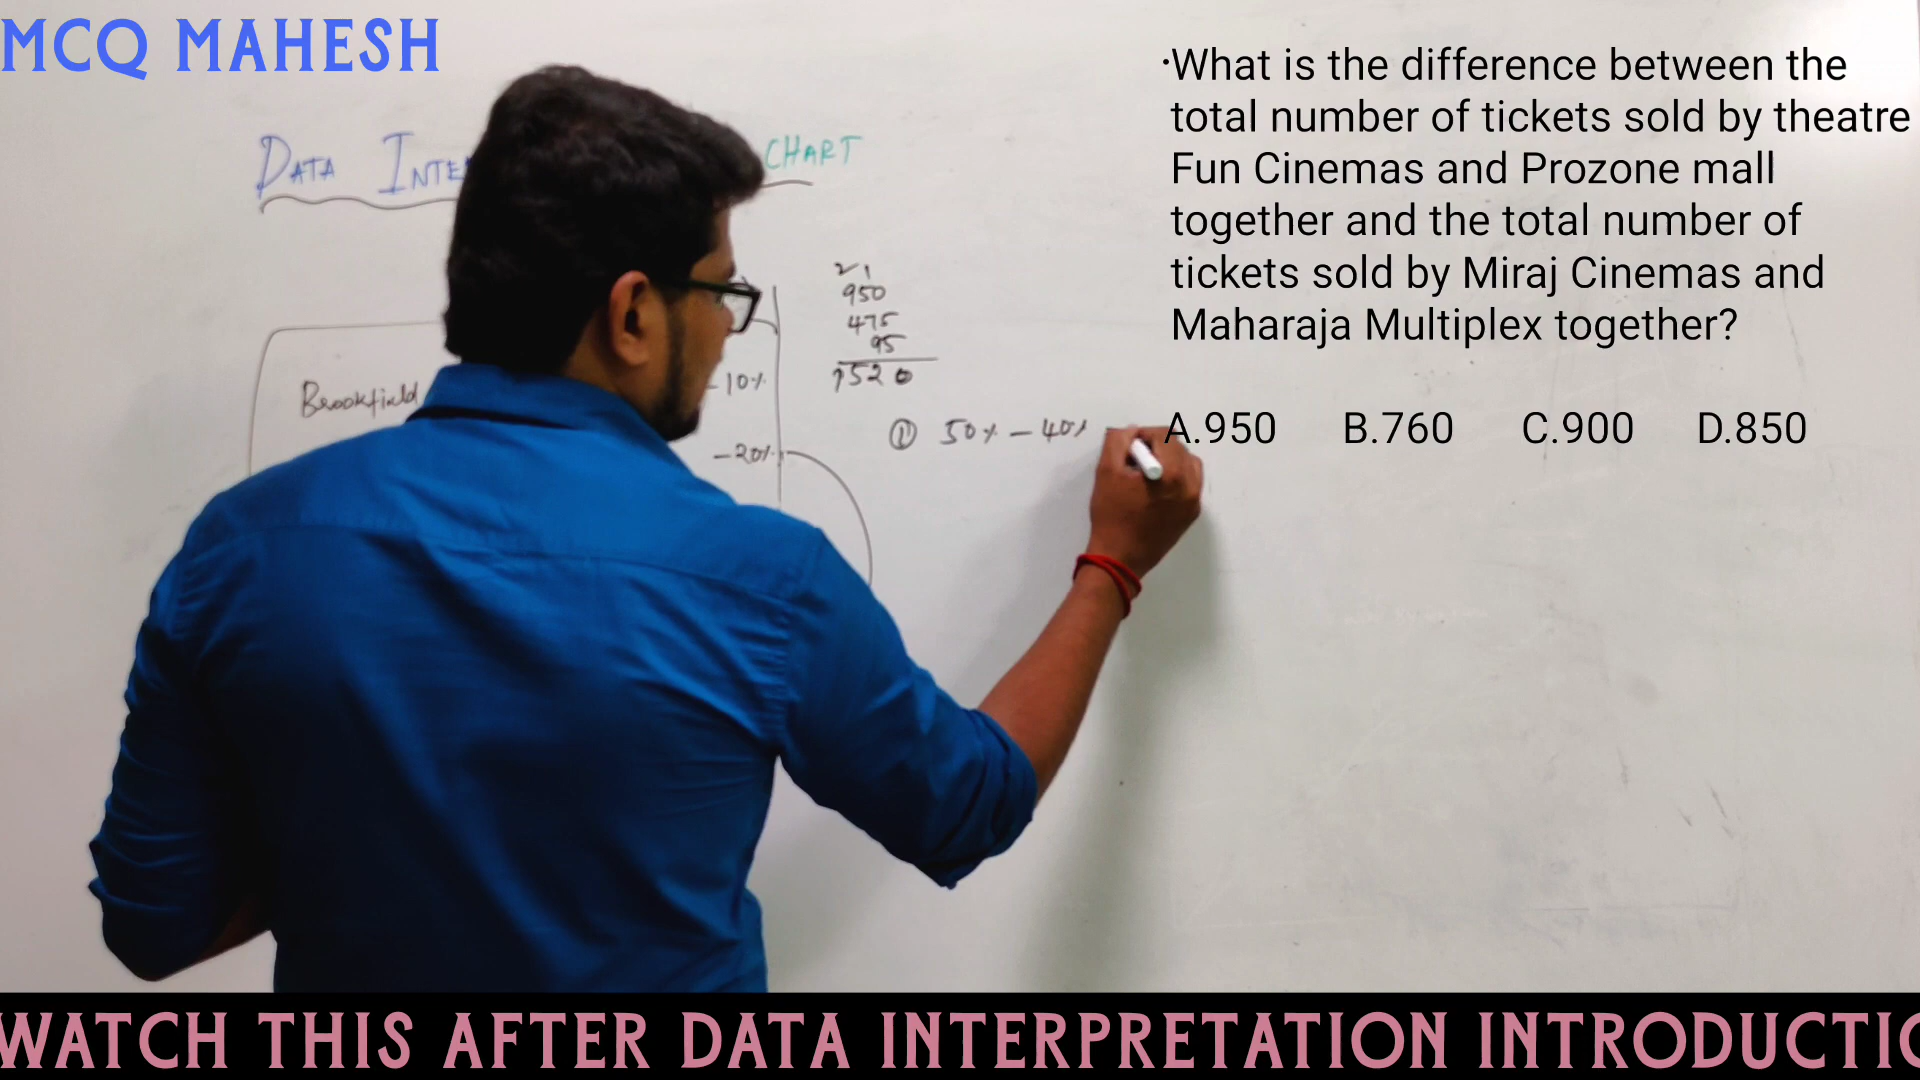 MCQ MAHESH
·What is the difference between the
total number of tickets sold by theatre
Fun Cinemas and Prozone mall
together and the total number of
tickets sold by Miraj Cinemas and
Maharaja Multiplex together?
A.950 B.760 C.900 D.850
DATA INTE CHART
2 1
950
475
95
1520
Brookfield
-10%
-20%
① 50% - 40%
WATCH THIS AFTER DATA INTERPRETATION INTRODUCTIO